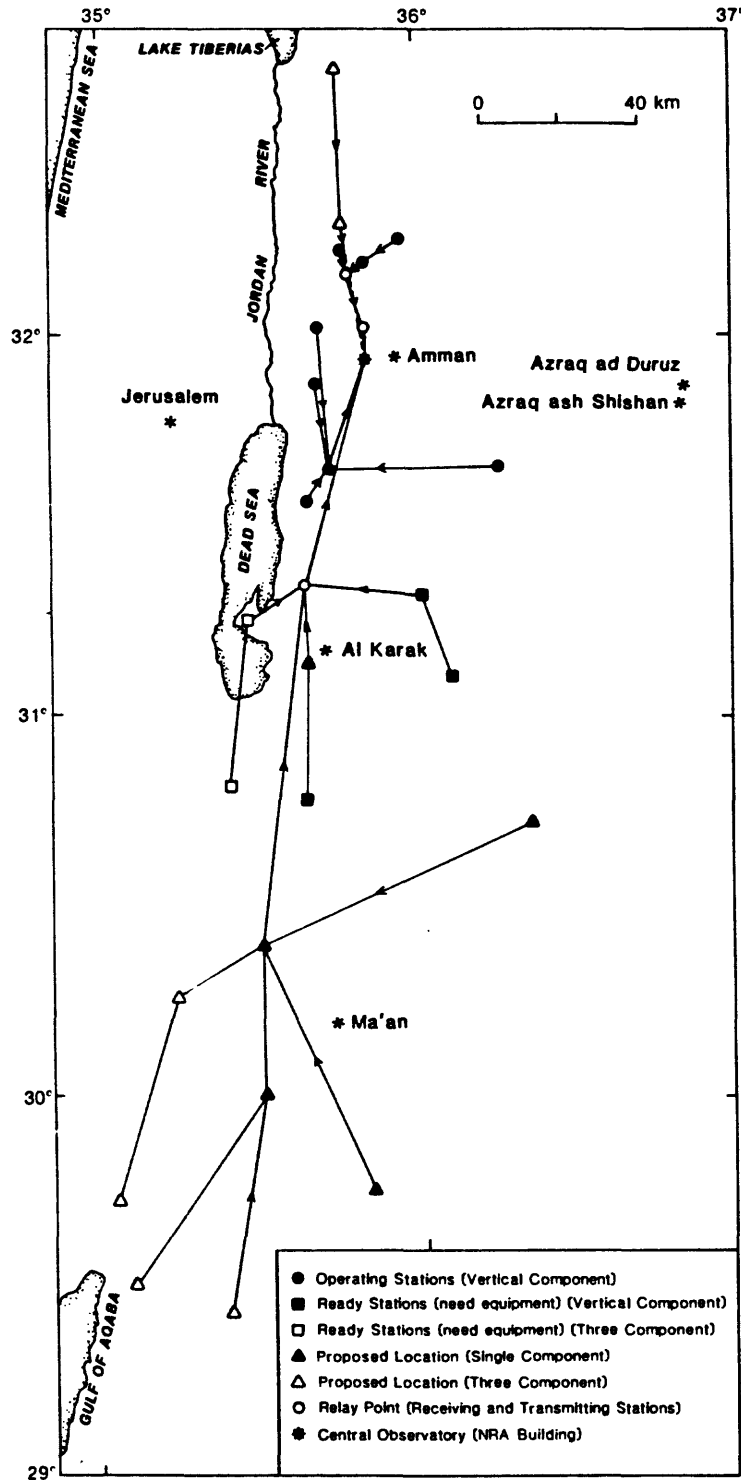 35° 36° 37°
LAKE TIBERIAS
MEDITERRANEAN SEA
0 40 km
RIVER
JORDAN
32°
* Amman
Azraq ad Duruz
*
Azraq ash Shishan *
Jerusalem
*
DEAD SEA
* Al Karak
31°
* Ma'an
30°
GULF OF AQABA
29°
Operating Stations (Vertical Component)
Ready Stations (need equipment) (Vertical Component)
Ready Stations (need equipment) (Three Component)
Proposed Location (Single Component)
Proposed Location (Three Component)
Relay Point (Receiving and Transmitting Stations)
Central Observatory (NRA Building)